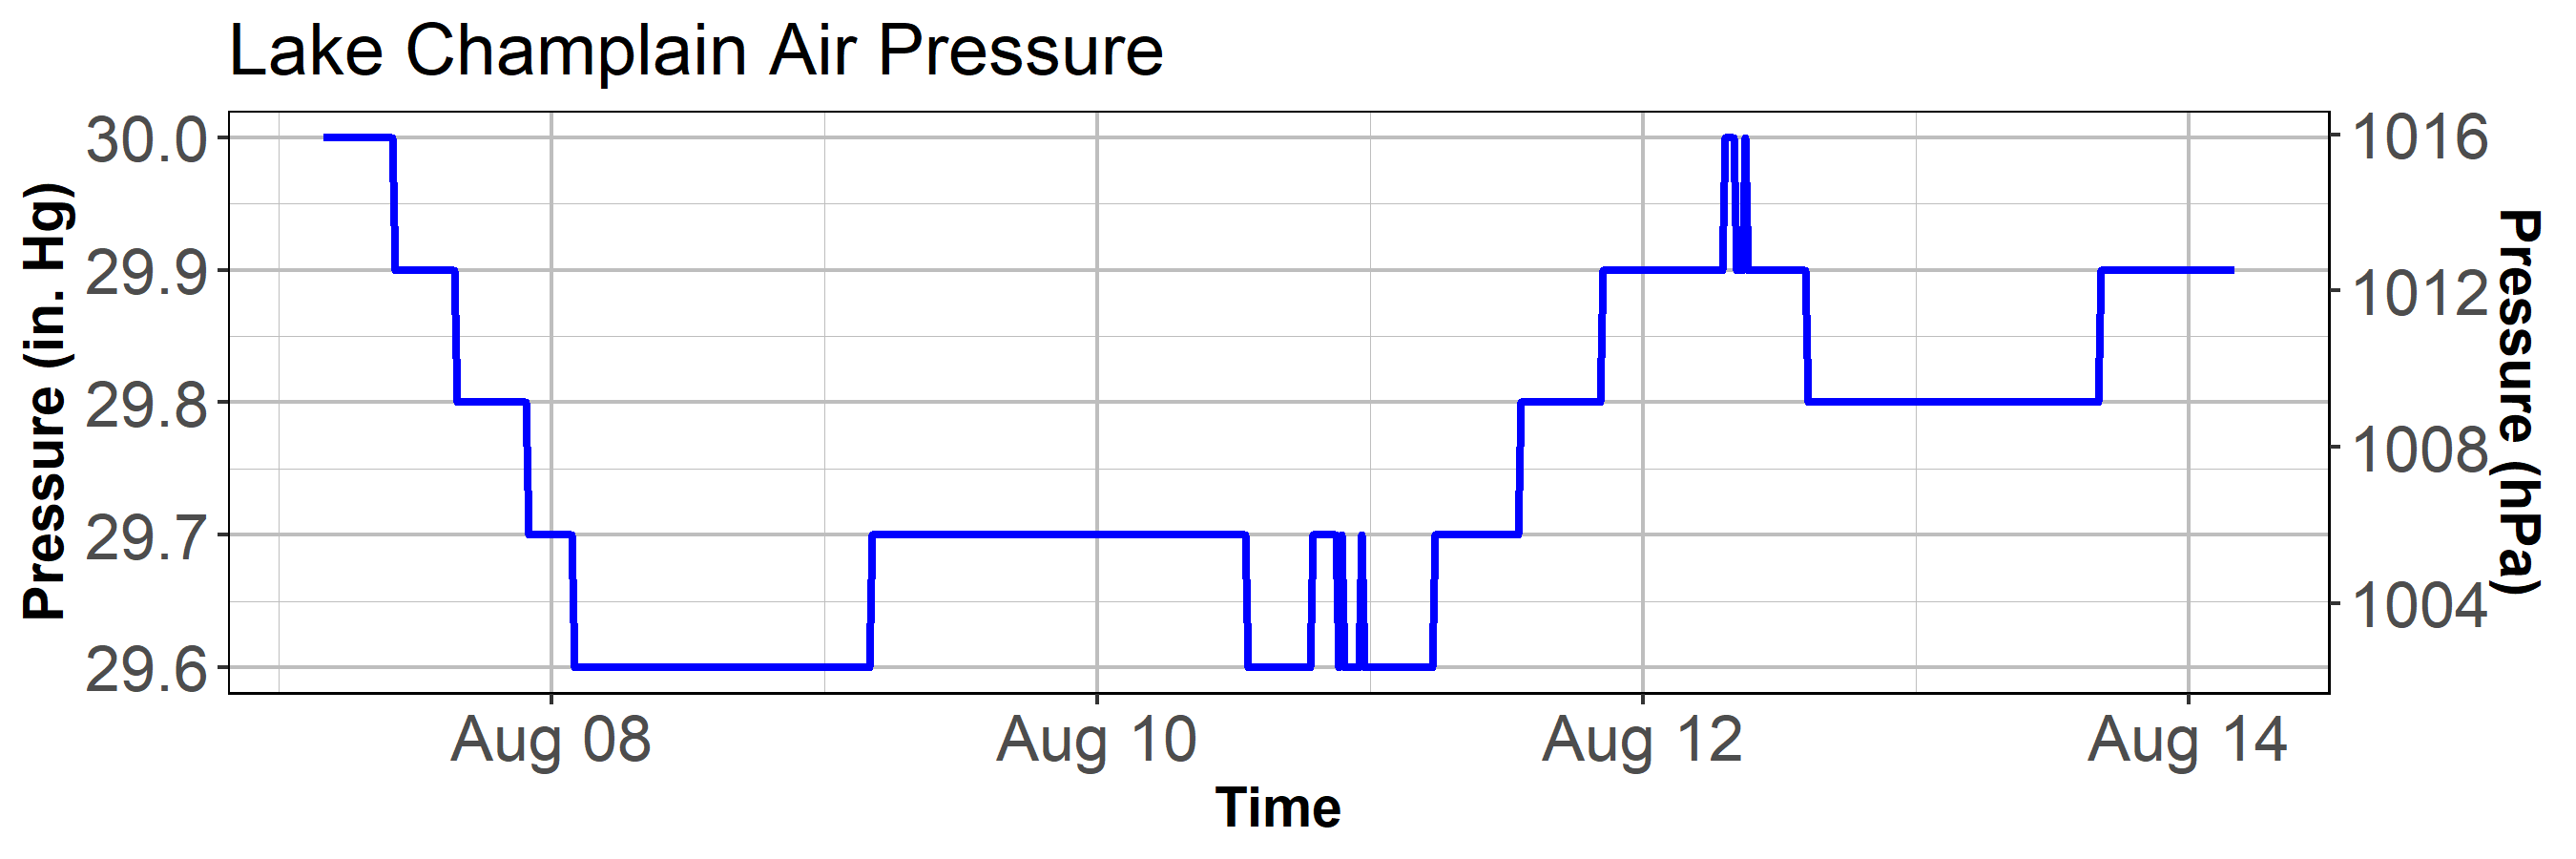 Lake Champlain Air Pressure
Pressure (in. Hg)
30.0
29.9
29.8
29.7
29.6
1016
1012
1008
1004
Pressure (hPa)
Aug 08 Aug 10 Aug 12 Aug 14
Time